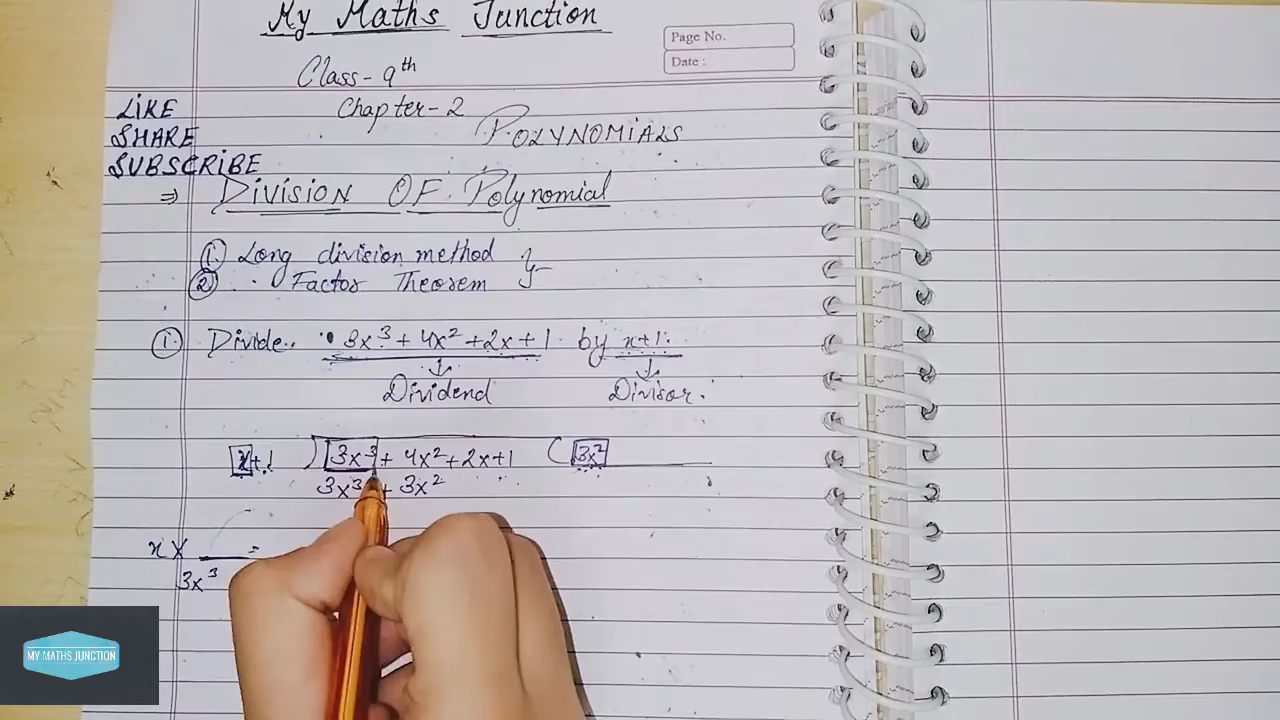 My Maths Junction
Page No.
Date :
Class - 9th
Chapter - 2
LIKE
SHARE
SUBSCRIBE
POLYNOMIALS
⇒ DIVISION OF Polynomial
① Long division method
② Factor Theorem
① Divide 3x³ + 4x² + 2x + 1 by x+1.
Dividend
Divisor.
x+1 ) 3x³ + 4x² + 2x + 1 ( 3x²
3x³ + 3x²
x × __ =
3x³
MY MATHS JUNCTION